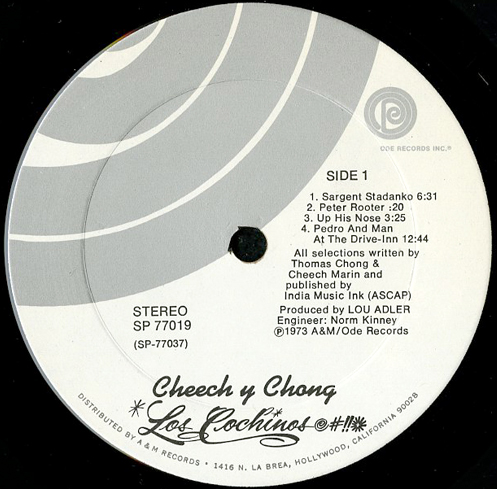 ODE RECORDS INC.®
SIDE 1
1. Sargent Stadanko 6:31
2. Peter Rooter :20
3. Up His Nose 3:25
4. Pedro And Man
At The Drive-Inn 12:44
All selections written by
Thomas Chong &
Cheech Marin and
published by
India Music Ink (ASCAP)
Produced by LOU ADLER
Engineer: Norm Kinney
℗1973 A&M/Ode Records
STEREO
SP 77019
(SP-77037)
Cheech y Chong
*Los Cochinos @#!!*
DISTRIBUTED BY A & M RECORDS • 1416 N. LA BREA, HOLLYWOOD, CALIFORNIA 90028